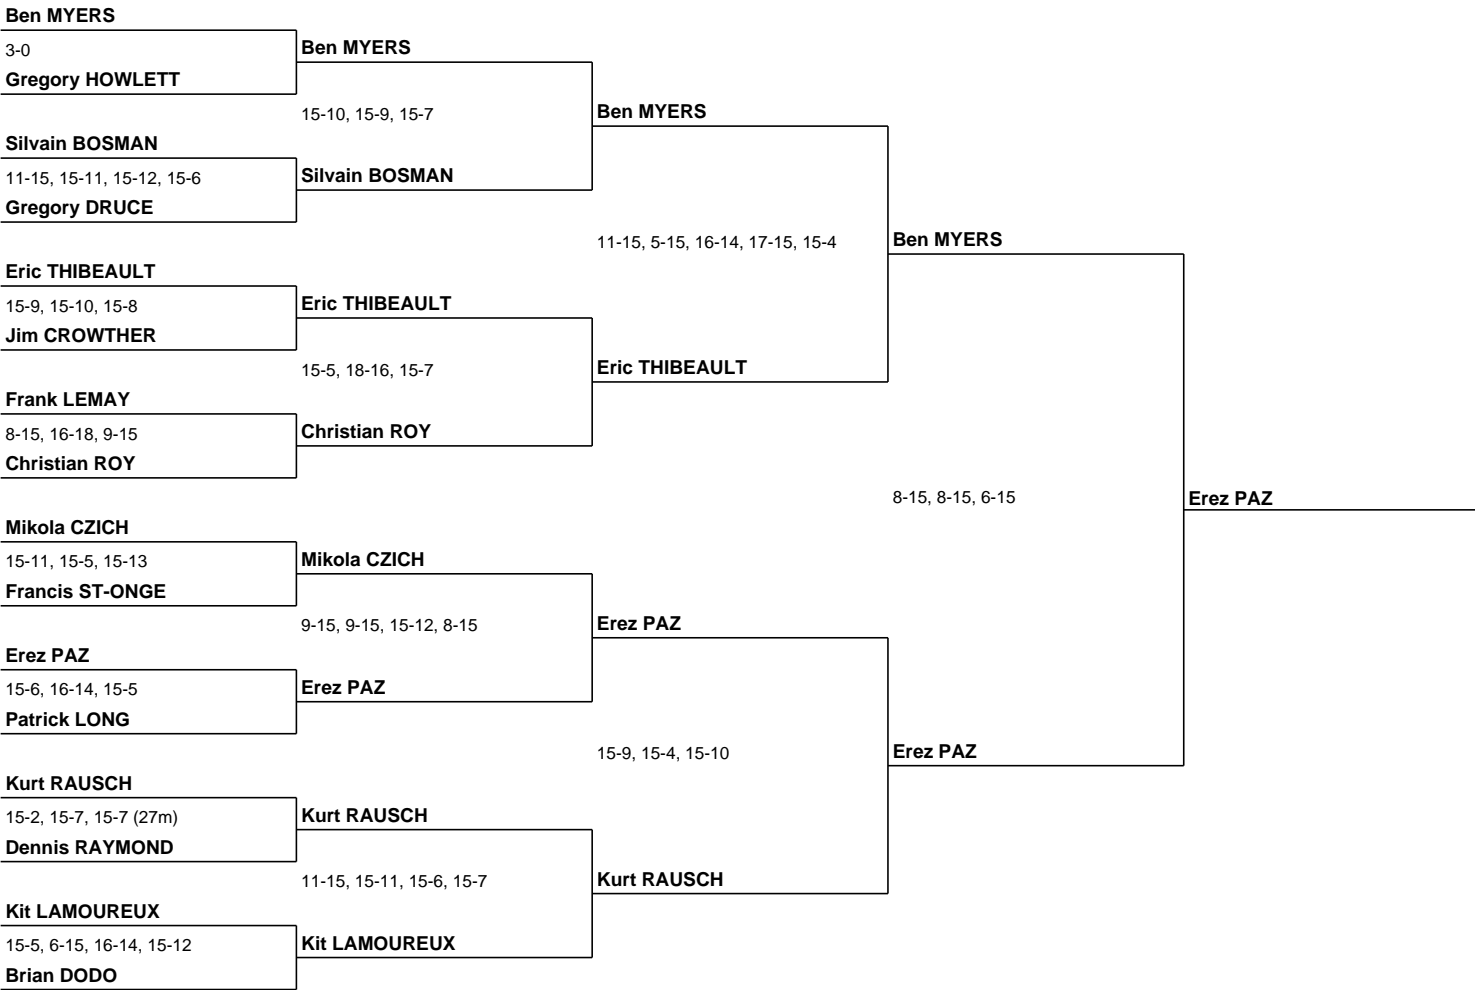 Ben MYERS
3-0
Gregory HOWLETT
Silvain BOSMAN
11-15, 15-11, 15-12, 15-6
Gregory DRUCE
Eric THIBEAULT
15-9, 15-10, 15-8
Jim CROWTHER
Frank LEMAY
8-15, 16-18, 9-15
Christian ROY
Mikola CZICH
15-11, 15-5, 15-13
Francis ST-ONGE
Erez PAZ
15-6, 16-14, 15-5
Patrick LONG
Kurt RAUSCH
15-2, 15-7, 15-7 (27m)
Dennis RAYMOND
Kit LAMOUREUX
15-5, 6-15, 16-14, 15-12
Brian DODO
Ben MYERS
15-10, 15-9, 15-7
Silvain BOSMAN
Eric THIBEAULT
15-5, 18-16, 15-7
Christian ROY
Mikola CZICH
9-15, 9-15, 15-12, 8-15
Erez PAZ
Kurt RAUSCH
11-15, 15-11, 15-6, 15-7
Kit LAMOUREUX
Ben MYERS
11-15, 5-15, 16-14, 17-15, 15-4
Eric THIBEAULT
Erez PAZ
15-9, 15-4, 15-10
Kurt RAUSCH
Ben MYERS
8-15, 8-15, 6-15
Erez PAZ
Erez PAZ